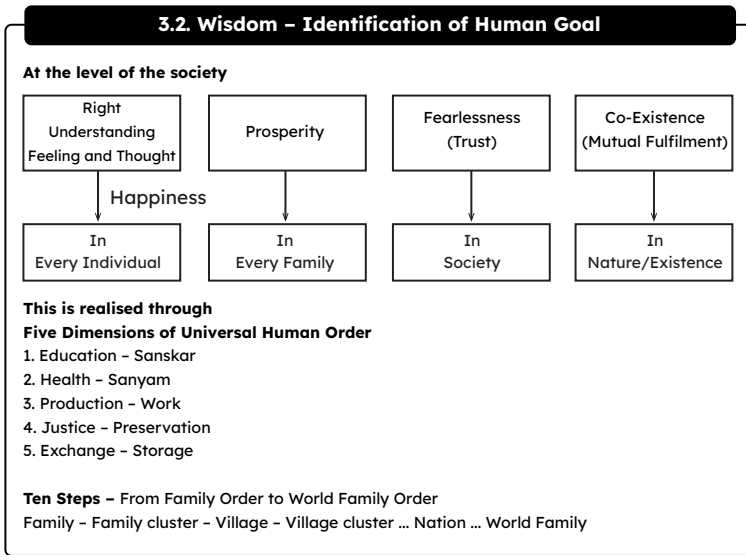 3.2. Wisdom – Identification of Human Goal
At the level of the society
Right
Understanding
Feeling and Thought
Prosperity
Fearlessness
(Trust)
Co-Existence
(Mutual Fulfilment)
Happiness
In
Every Individual
In
Every Family
In
Society
In
Nature/Existence
This is realised through
Five Dimensions of Universal Human Order
1. Education – Sanskar
2. Health – Sanyam
3. Production – Work
4. Justice – Preservation
5. Exchange – Storage
Ten Steps – From Family Order to World Family Order
Family – Family cluster – Village – Village cluster ... Nation ... World Family